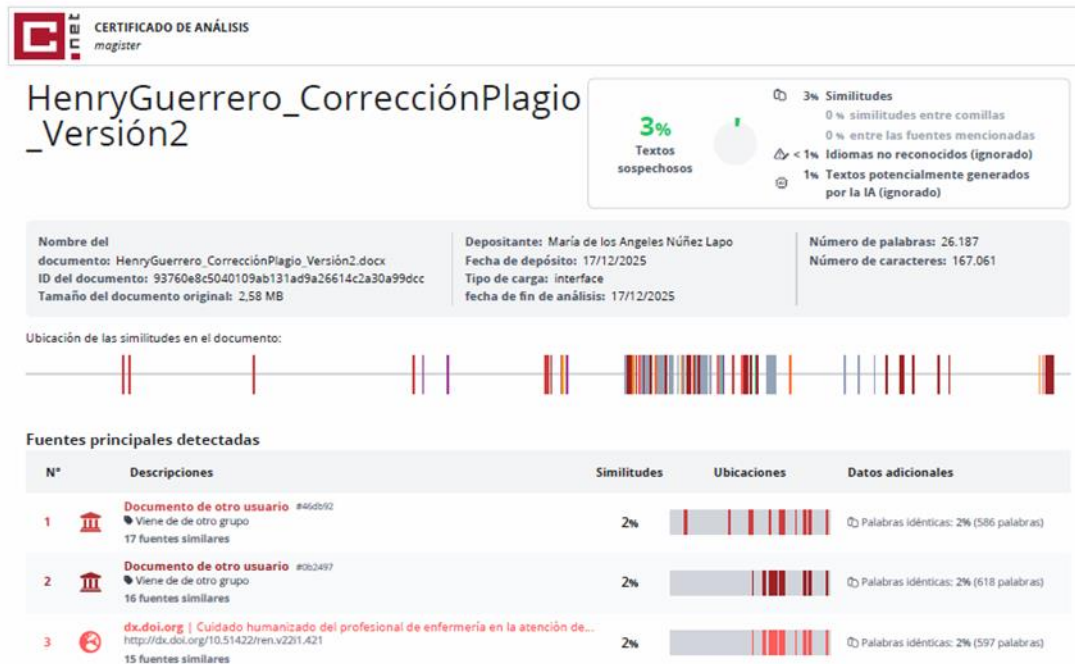 C.net
CERTIFICADO DE ANÁLISIS
magister
HenryGuerrero_CorrecciónPlagio
_Versión2
3%
Textos
sospechosos
3% Similitudes
0 % similitudes entre comillas
0 % entre las fuentes mencionadas
< 1% Idiomas no reconocidos (ignorado)
1% Textos potencialmente generados
por la IA (ignorado)
Nombre del
documento: HenryGuerrero_CorrecciónPlagio_Versión2.docx
ID del documento: 93760e8c5040109ab131ad9a26614c2a30a99dcc
Tamaño del documento original: 2,58 MB
Depositante: María de los Angeles Núñez Lapo
Fecha de depósito: 17/12/2025
Tipo de carga: interface
fecha de fin de análisis: 17/12/2025
Número de palabras: 26.187
Número de caracteres: 167.061
Ubicación de las similitudes en el documento:
Fuentes principales detectadas
N° Descripciones Similitudes Ubicaciones Datos adicionales
1 Documento de otro usuario #46db92
Viene de de otro grupo
17 fuentes similares
2% Palabras idénticas: 2% (586 palabras)
2 Documento de otro usuario #0b2497
Viene de de otro grupo
16 fuentes similares
2% Palabras idénticas: 2% (618 palabras)
3 dx.doi.org | Cuidado humanizado del profesional de enfermería en la atención de...
http://dx.doi.org/10.51422/ren.v22i1.421
15 fuentes similares
2% Palabras idénticas: 2% (597 palabras)